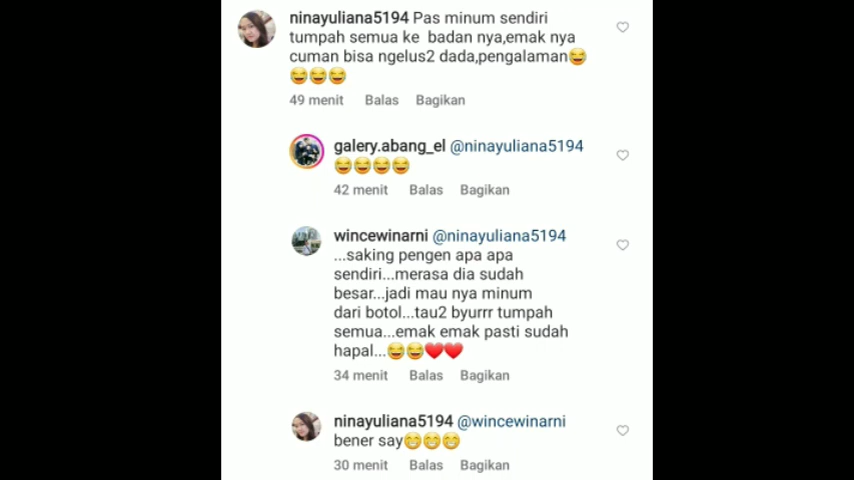 ninayuliana5194 Pas minum sendiri
tumpah semua ke badan nya,emak nya
cuman bisa ngelus2 dada,pengalaman😂
😂😂😂
49 menit Balas Bagikan
galery.abang_el @ninayuliana5194
😂😂😂😂
42 menit Balas Bagikan
wincewinarni @ninayuliana5194
...saking pengen apa apa
sendiri...merasa dia sudah
besar...jadi mau nya minum
dari botol...tau2 byurrr tumpah
semua...emak emak pasti sudah
hapal...😂😂❤️❤️
34 menit Balas Bagikan
ninayuliana5194 @wincewinarni
bener say😁😁😁
30 menit Balas Bagikan